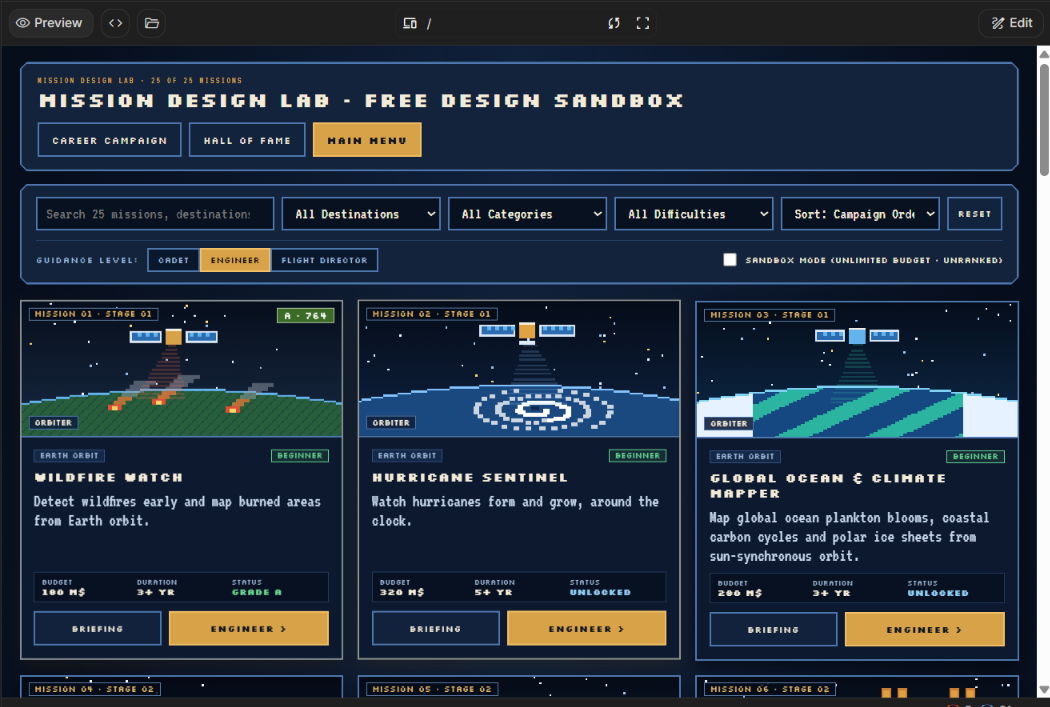 Preview
/
Edit
MISSION DESIGN LAB · 25 OF 25 MISSIONS
MISSION DESIGN LAB - FREE DESIGN SANDBOX
CAREER CAMPAIGN
HALL OF FAME
MAIN MENU
Search 25 missions, destinations
All Destinations
All Categories
All Difficulties
Sort: Campaign Orde
RESET
GUIDANCE LEVEL:
CADET
ENGINEER
FLIGHT DIRECTOR
SANDBOX MODE (UNLIMITED BUDGET · UNRANKED)
MISSION 01 · STAGE 01
A · 764
ORBITER
EARTH ORBIT
BEGINNER
WILDFIRE WATCH
Detect wildfires early and map burned areas
from Earth orbit.
BUDGET
DURATION
STATUS
180 M$
3+ YR
GRADE A
BRIEFING
ENGINEER >
MISSION 02 · STAGE 01
ORBITER
EARTH ORBIT
BEGINNER
HURRICANE SENTINEL
Watch hurricanes form and grow, around the
clock.
BUDGET
DURATION
STATUS
320 M$
5+ YR
UNLOCKED
BRIEFING
ENGINEER >
MISSION 03 · STAGE 01
ORBITER
EARTH ORBIT
BEGINNER
GLOBAL OCEAN & CLIMATE
MAPPER
Map global ocean plankton blooms, coastal
carbon cycles and polar ice sheets from
sun-synchronous orbit.
BUDGET
DURATION
STATUS
3+ YR
UNLOCKED
BRIEFING
ENGINEER >
MISSION 04 · STAGE 02
MISSION 05 · STAGE 02
MISSION 06 · STAGE 02